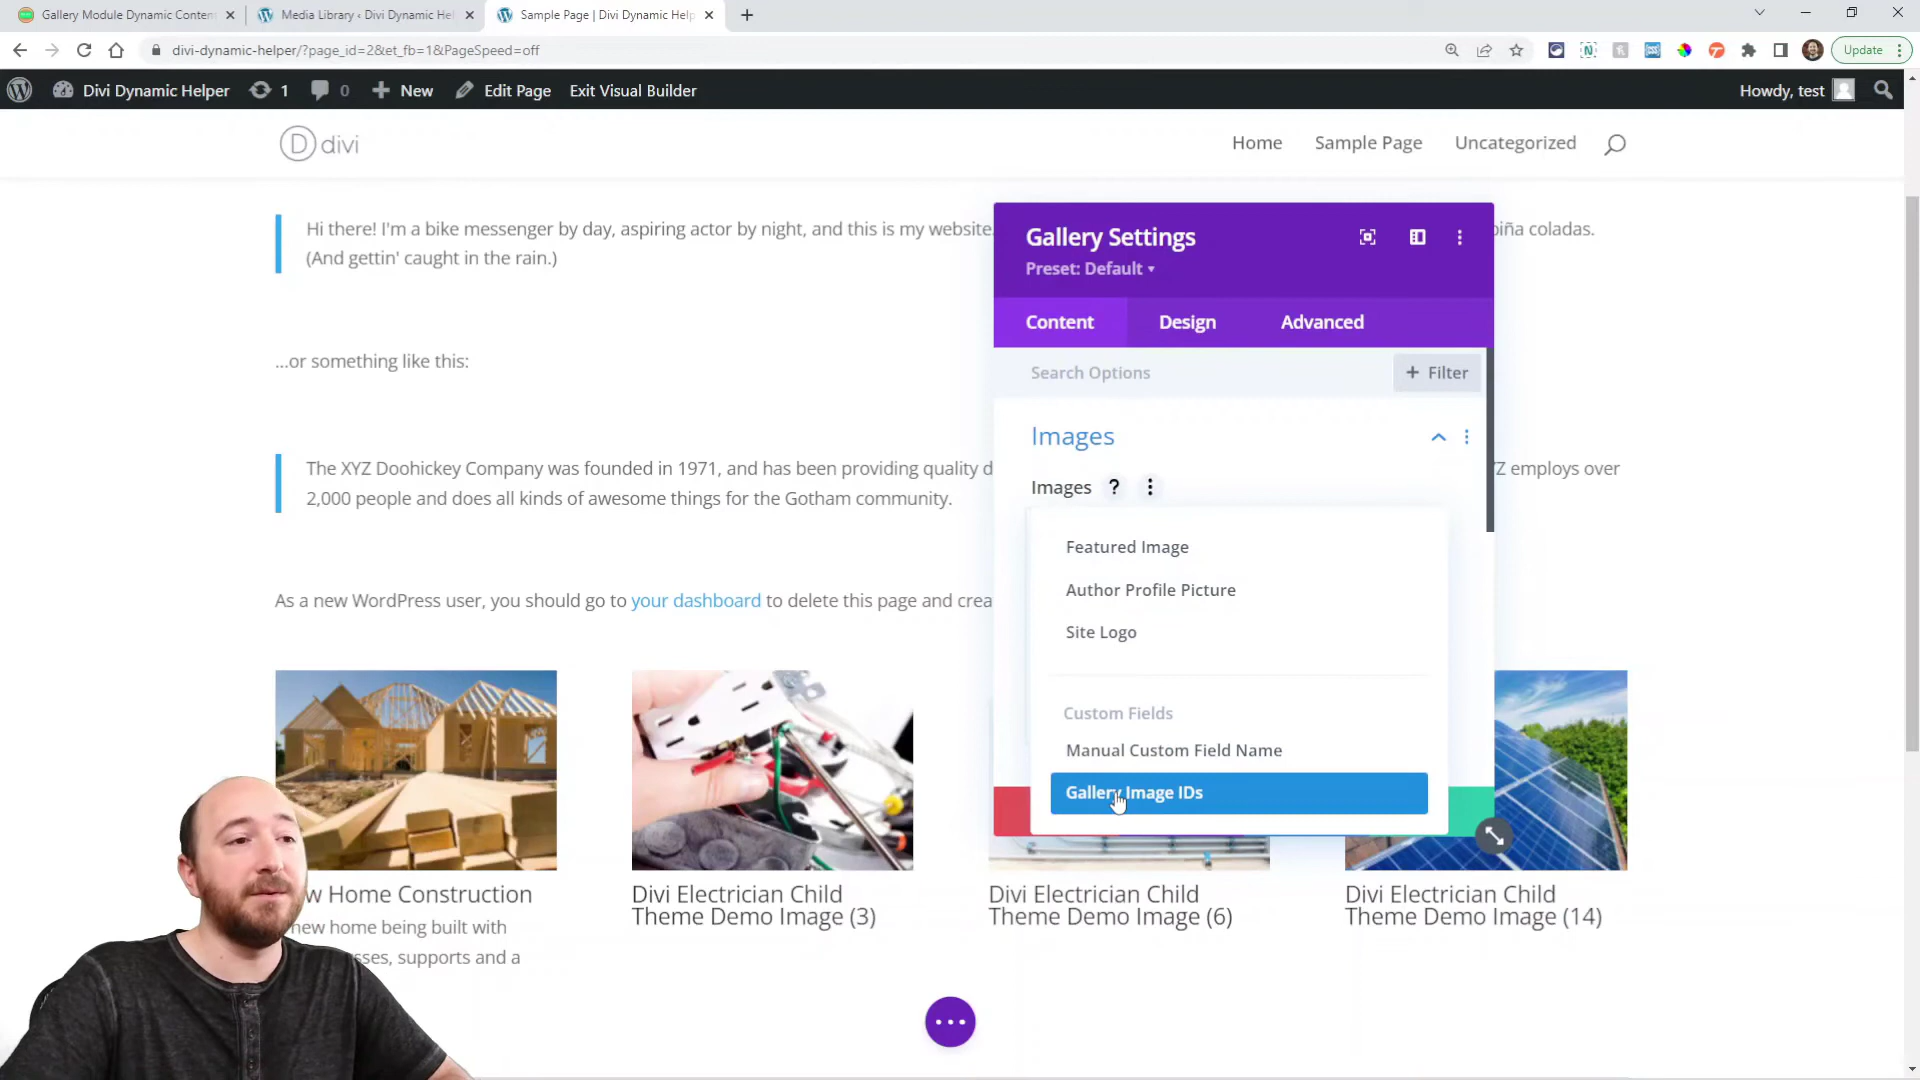 Gallery Module Dynamic Conten
Media Library ‹ Divi Dynamic Hel
Sample Page | Divi Dynamic Help
divi-dynamic-helper/?page_id=2&et_fb=1&PageSpeed=off
Update
Divi Dynamic Helper
1
0
New
Edit Page
Exit Visual Builder
Howdy, test
D divi
Home
Sample Page
Uncategorized
Hi there! I'm a bike messenger by day, aspiring actor by night, and this is my website.
piña coladas.
(And gettin' caught in the rain.)
Gallery Settings
Preset: Default
Content
Design
Advanced
...or something like this:
Search Options
+ Filter
Images
The XYZ Doohickey Company was founded in 1971, and has been providing quality d
Z employs over
2,000 people and does all kinds of awesome things for the Gotham community.
Images ?
Featured Image
Author Profile Picture
As a new WordPress user, you should go to your dashboard to delete this page and crea
Site Logo
Custom Fields
Manual Custom Field Name
Gallery Image IDs
w Home Construction
new home being built with
sses, supports and a
Divi Electrician Child
Theme Demo Image (3)
Divi Electrician Child
Theme Demo Image (6)
Divi Electrician Child
Theme Demo Image (14)